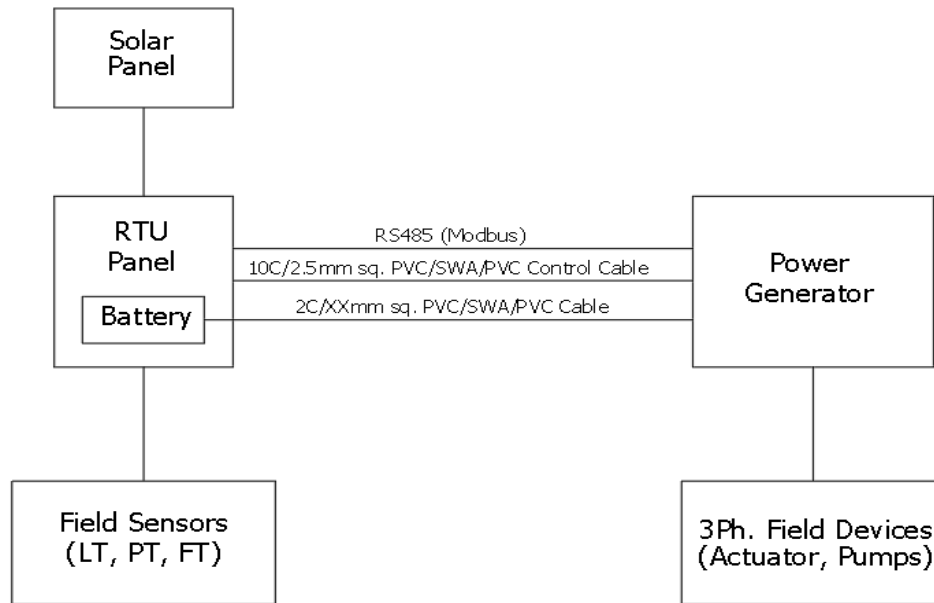 Solar
Panel
RTU
Panel
Battery
RS485 (Modbus)
10C/2.5mm sq. PVC/SWA/PVC Control Cable
2C/XXmm sq. PVC/SWA/PVC Cable
Power
Generator
Field Sensors
(LT, PT, FT)
3Ph. Field Devices
(Actuator, Pumps)